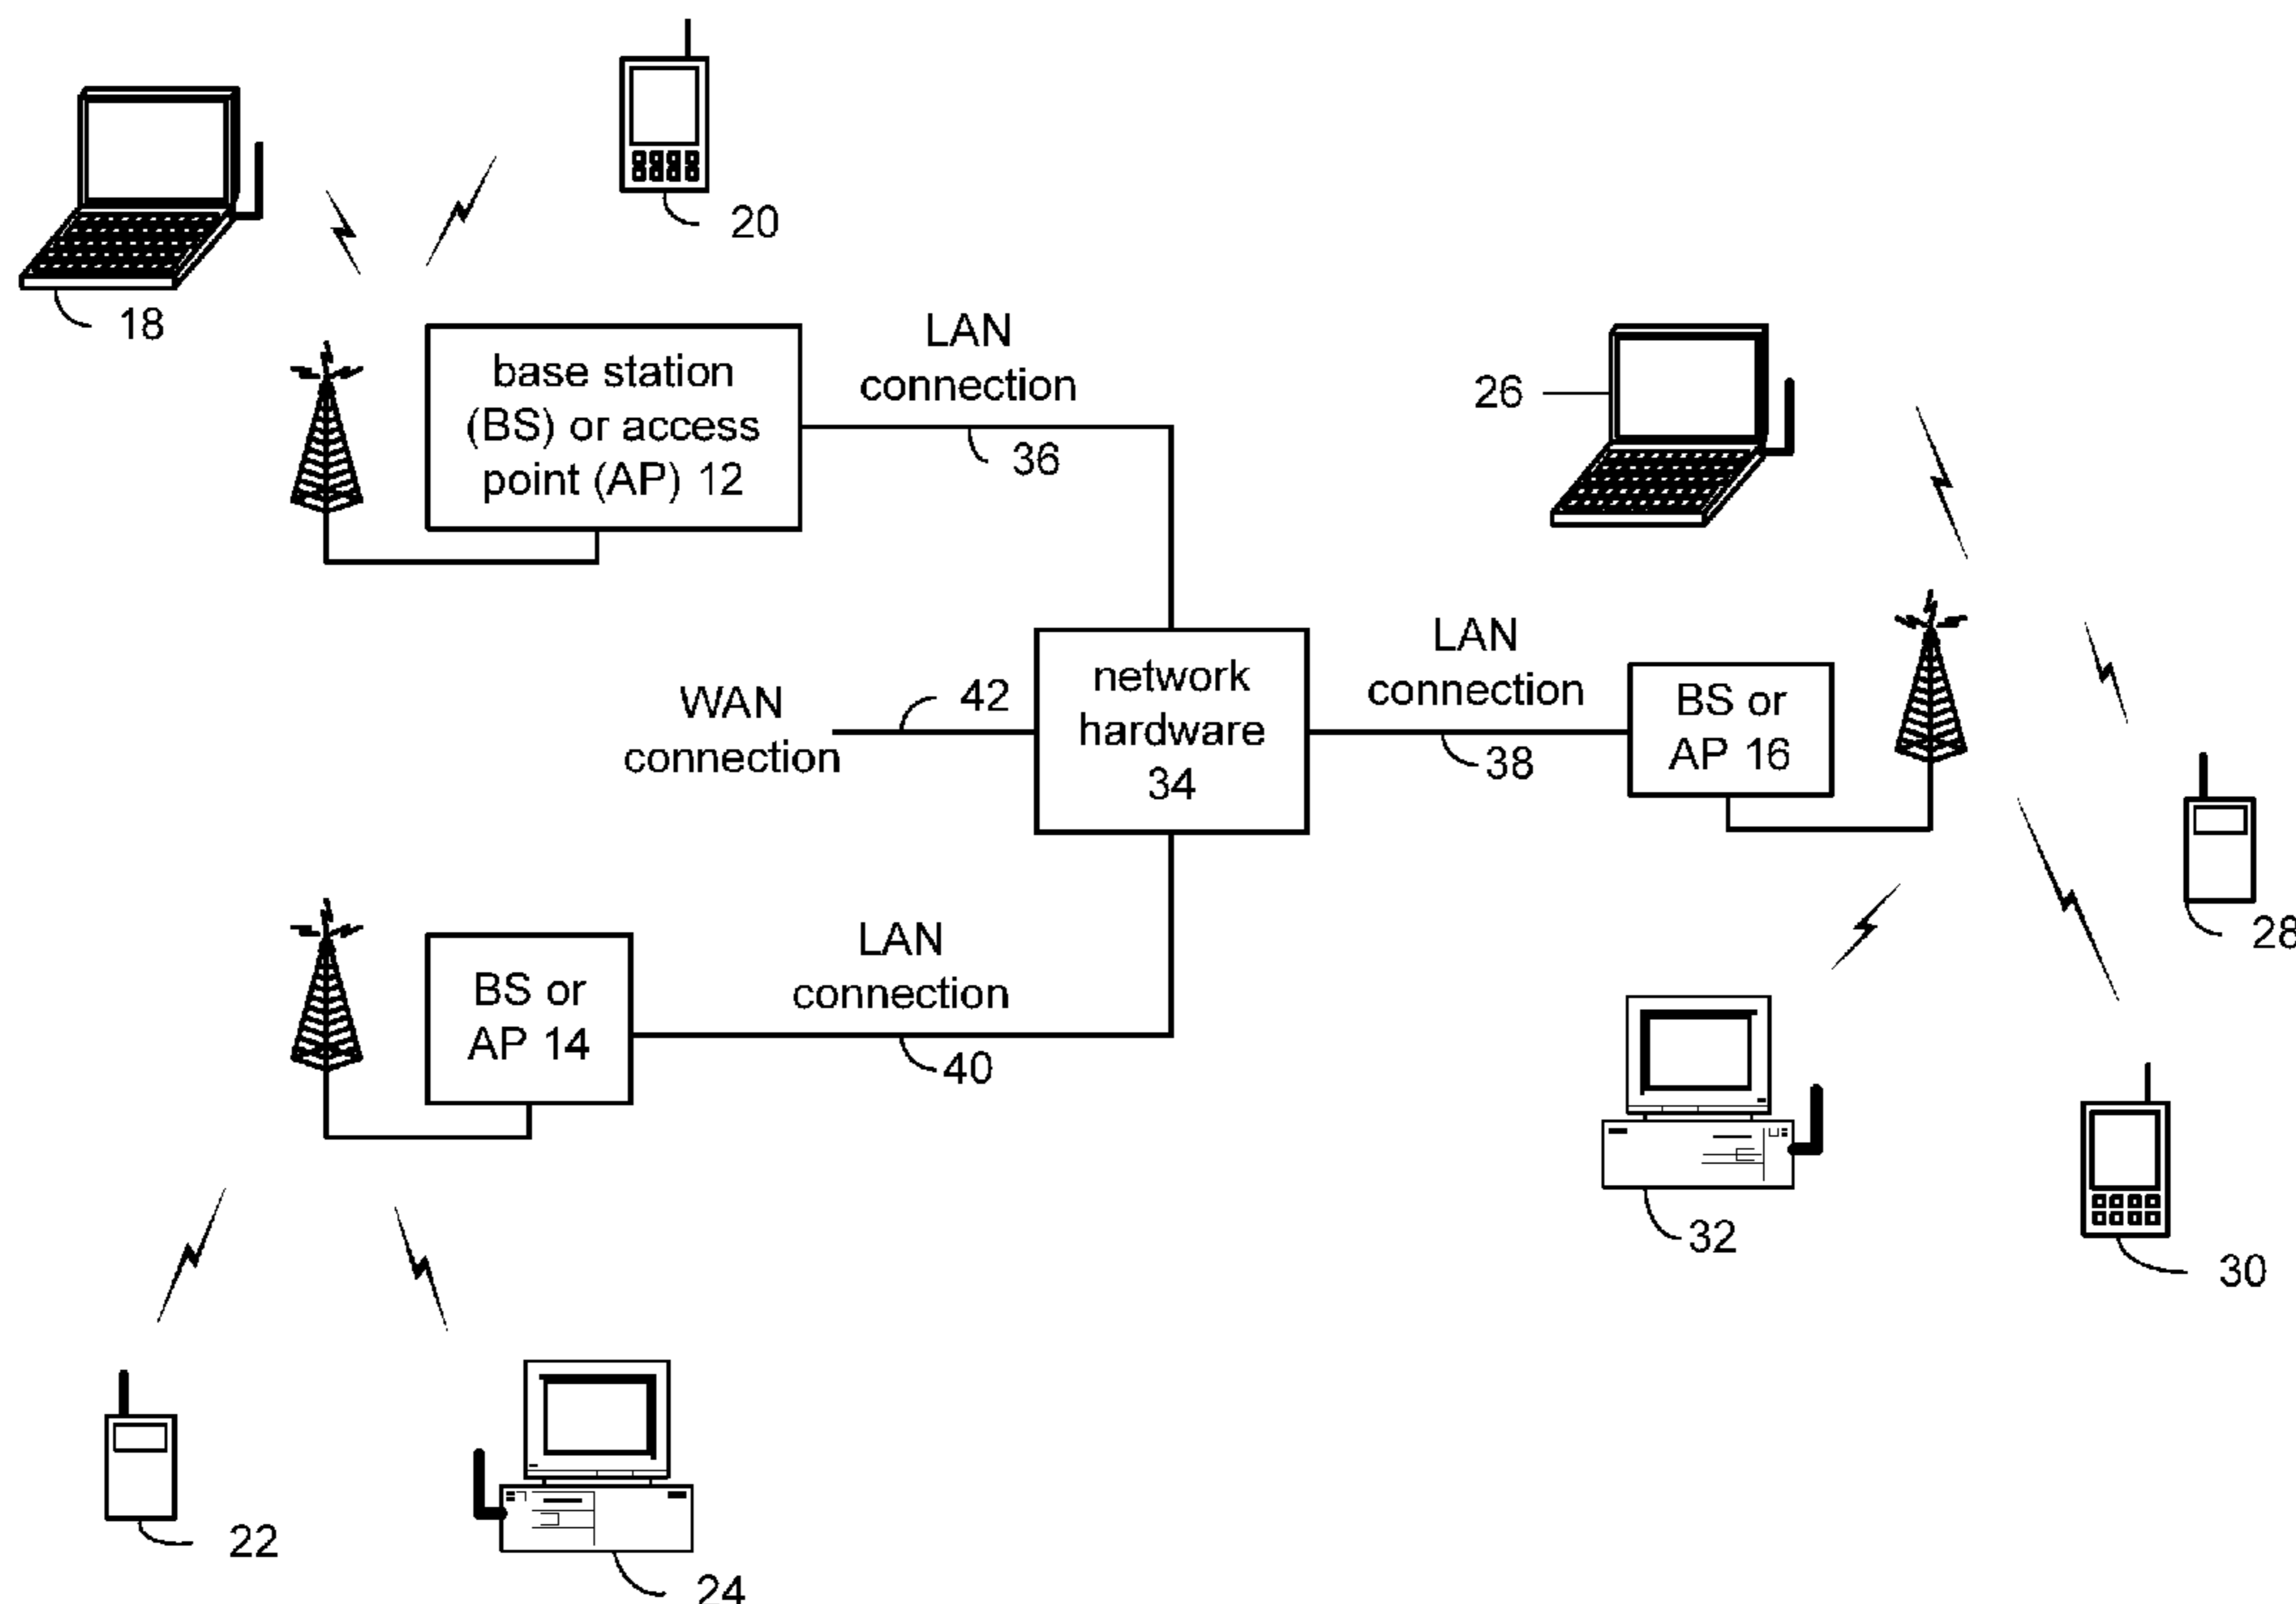 20
18
base station
(BS) or access
point (AP) 12
LAN
connection
36
26
WAN
connection
42
network
hardware
34
LAN
connection
38
BS or
AP 16
28
BS or
AP 14
LAN
connection
40
32
30
22
24